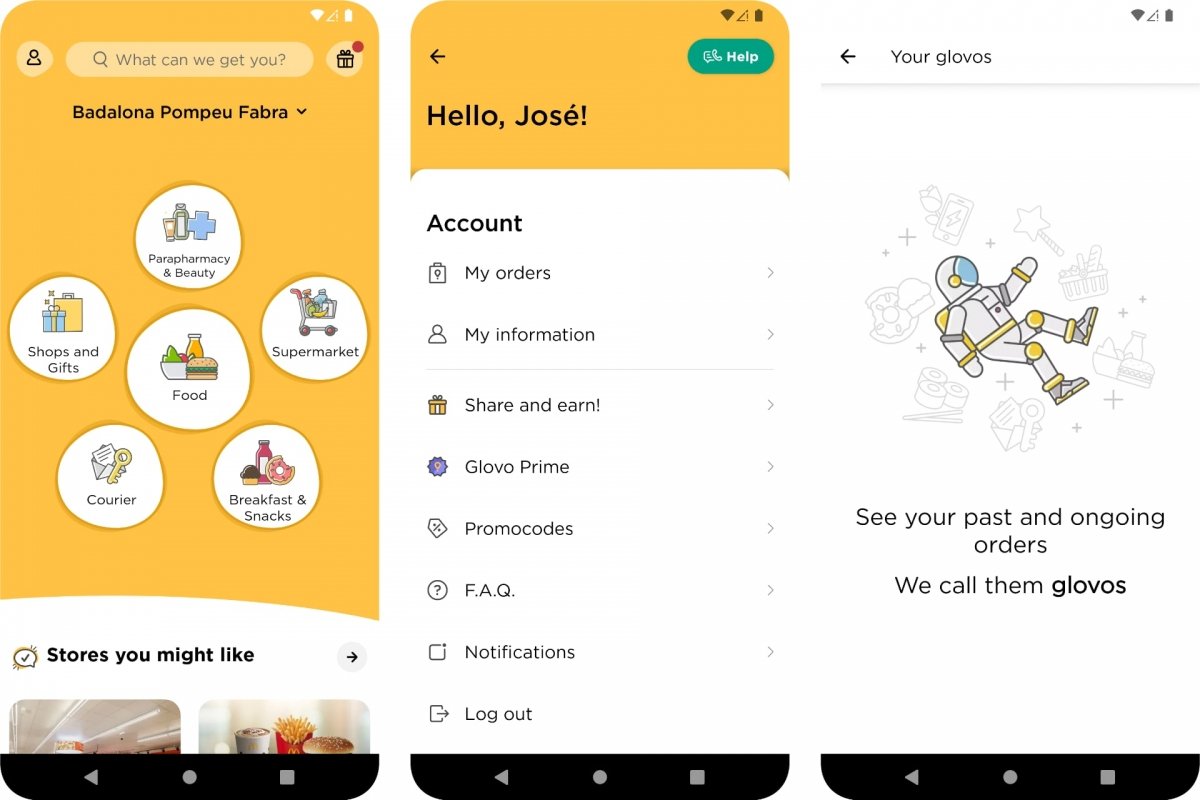 What can we get you?
Badalona Pompeu Fabra
Parapharmacy
& Beauty
Shops and
Gifts
Supermarket
Food
Courier
Breakfast &
Snacks
Stores you might like
Help
Hello, José!
Account
My orders
My information
Share and earn!
Glovo Prime
Promocodes
F.A.Q.
Notifications
Log out
Your glovos
See your past and ongoing
orders
We call them glovos